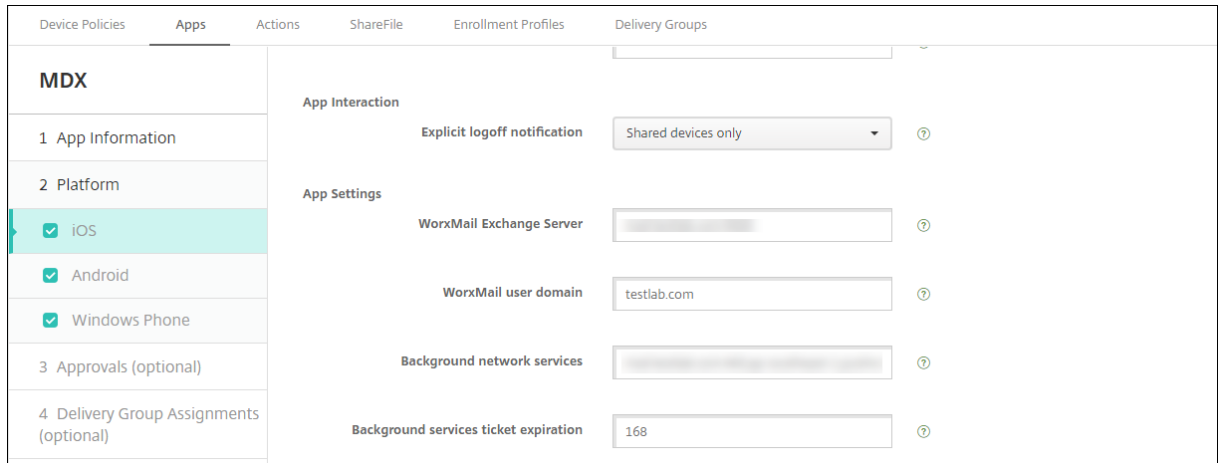 Device Policies Apps Actions ShareFile Enrollment Profiles Delivery Groups
MDX
1 App Information
2 Platform
iOS
Android
Windows Phone
3 Approvals (optional)
4 Delivery Group Assignments
(optional)
App Interaction
Explicit logoff notification Shared devices only ?
App Settings
WorxMail Exchange Server ?
WorxMail user domain testlab.com ?
Background network services ?
Background services ticket expiration 168 ?